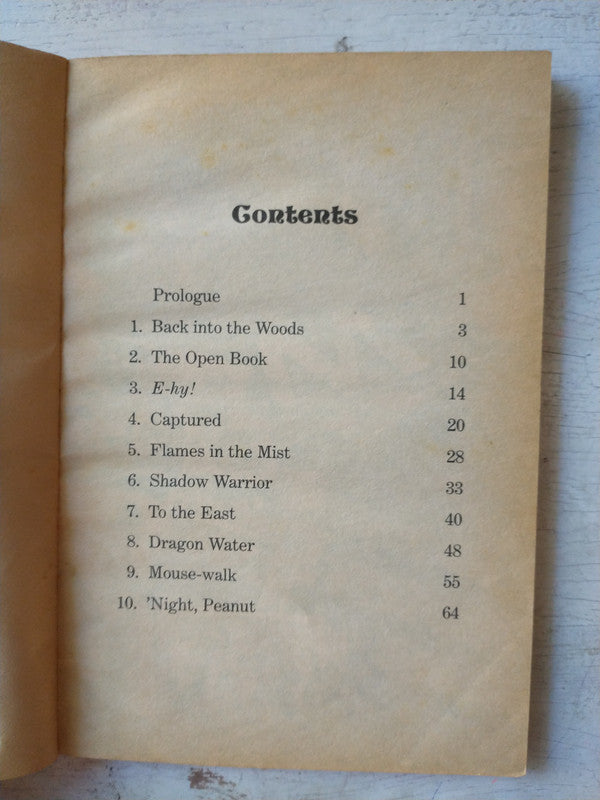 Contents
Prologue 1
1. Back into the Woods 3
2. The Open Book 10
3. E-hy! 14
4. Captured 20
5. Flames in the Mist 28
6. Shadow Warrior 33
7. To the East 40
8. Dragon Water 48
9. Mouse-walk 55
10. ’Night, Peanut 64